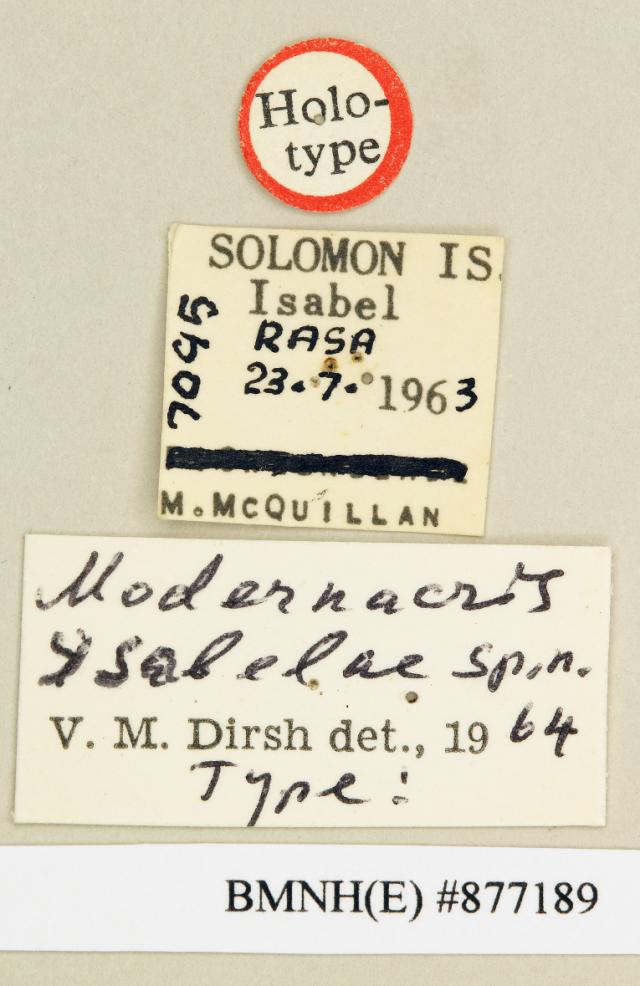 Holo-
type
SOLOMON IS.
Isabel
RASA
23.7.1963
7095
M. McQUILLAN
Modernacris
Isabelae sp.n.
V. M. Dirsh det., 1964
Type:
BMNH(E) #877189